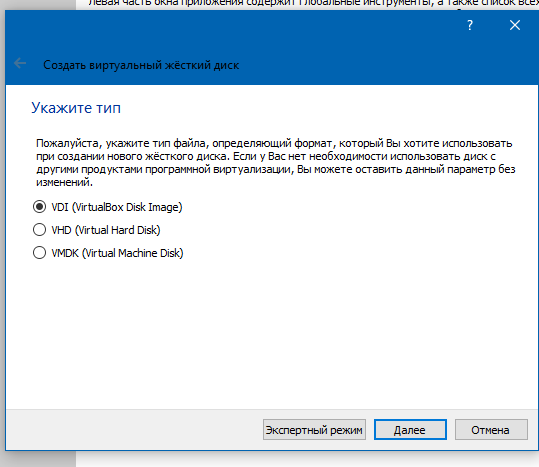 левая часть окна приложения содержит глобальные инструменты, а также список всех
?
Создать виртуальный жёсткий диск
Укажите тип
Пожалуйста, укажите тип файла, определяющий формат, который Вы хотите использовать
при создании нового жёсткого диска. Если у Вас нет необходимости использовать диск с
другими продуктами программной виртуализации, Вы можете оставить данный параметр без
изменений.
VDI (VirtualBox Disk Image)
VHD (Virtual Hard Disk)
VMDK (Virtual Machine Disk)
Экспертный режим Далее Отмена